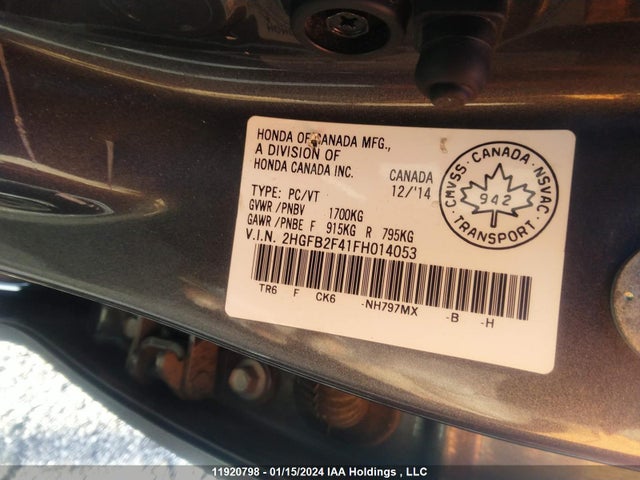 HONDA OF CANADA MFG.,
A DIVISION OF
HONDA CANADA INC.
CANADA
12/'14
TYPE: PC/VT
GVWR/PNBV 1700KG
GAWR/PNBE F 915KG R 795KG
V.I.N. 2HGFB2F41FH014053
TR6 F CK6 -NH797MX -B -H
CMVSS · CANADA · NSVAC
942
TRANSPORT
11920798 - 01/15/2024 IAA Holdings , LLC